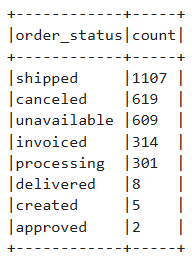 +------------+-----+
|order_status|count|
+------------+-----+
|shipped     |1107 |
|canceled    |619  |
|unavailable |609  |
|invoiced    |314  |
|processing  |301  |
|delivered   |8    |
|created     |5    |
|approved    |2    |
+------------+-----+